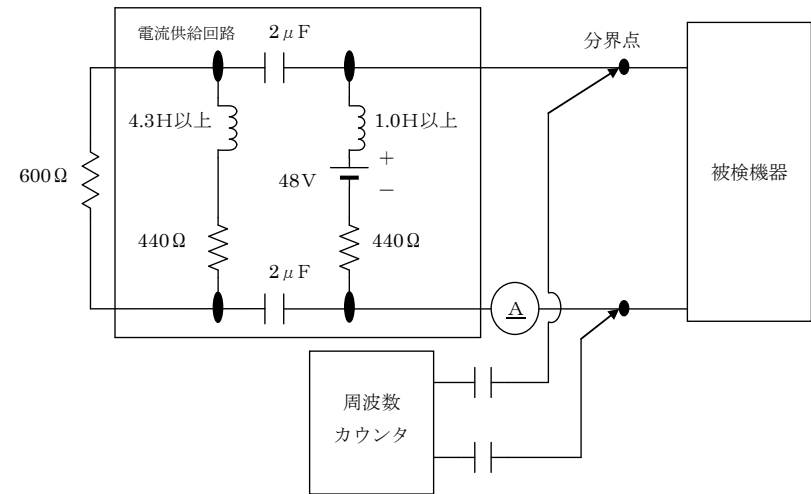 電流供給回路
2μF
分界点
4.3H以上
1.0H以上
+
600Ω
48V
−
被検機器
440Ω
440Ω
2μF
A
周波数
カウンタ